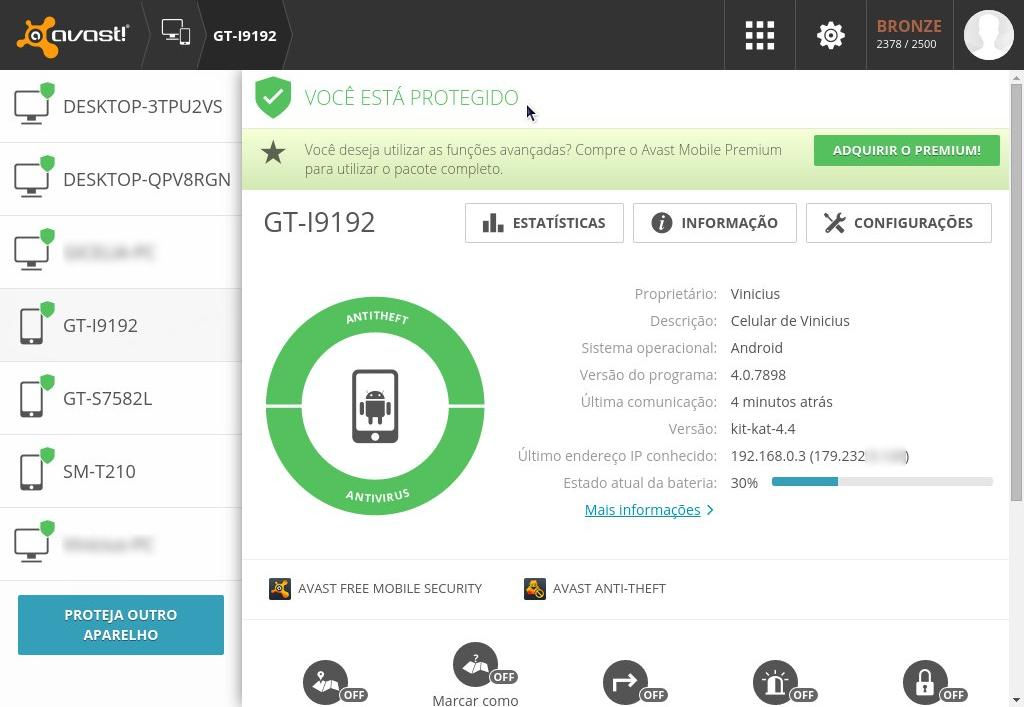 avast!
GT-I9192
BRONZE
2378 / 2500
DESKTOP-3TPU2VS
DESKTOP-QPV8RGN
GT-I9192
GT-S7582L
SM-T210
PROTEJA OUTRO
APARELHO
VOCÊ ESTÁ PROTEGIDO
Você deseja utilizar as funções avançadas? Compre o Avast Mobile Premium
para utilizar o pacote completo.
ADQUIRIR O PREMIUM!
GT-I9192
ESTATÍSTICAS
INFORMAÇÃO
CONFIGURAÇÕES
ANTITHEFT
ANTIVIRUS
Proprietário: Vinicius
Descrição: Celular de Vinicius
Sistema operacional: Android
Versão do programa: 4.0.7898
Última comunicação: 4 minutos atrás
Versão: kit-kat-4.4
Último endereço IP conhecido: 192.168.0.3 (179.232
Estado atual da bateria: 30%
Mais informações
AVAST FREE MOBILE SECURITY
AVAST ANTI-THEFT
OFF
OFF
Marcar como
OFF
OFF
OFF